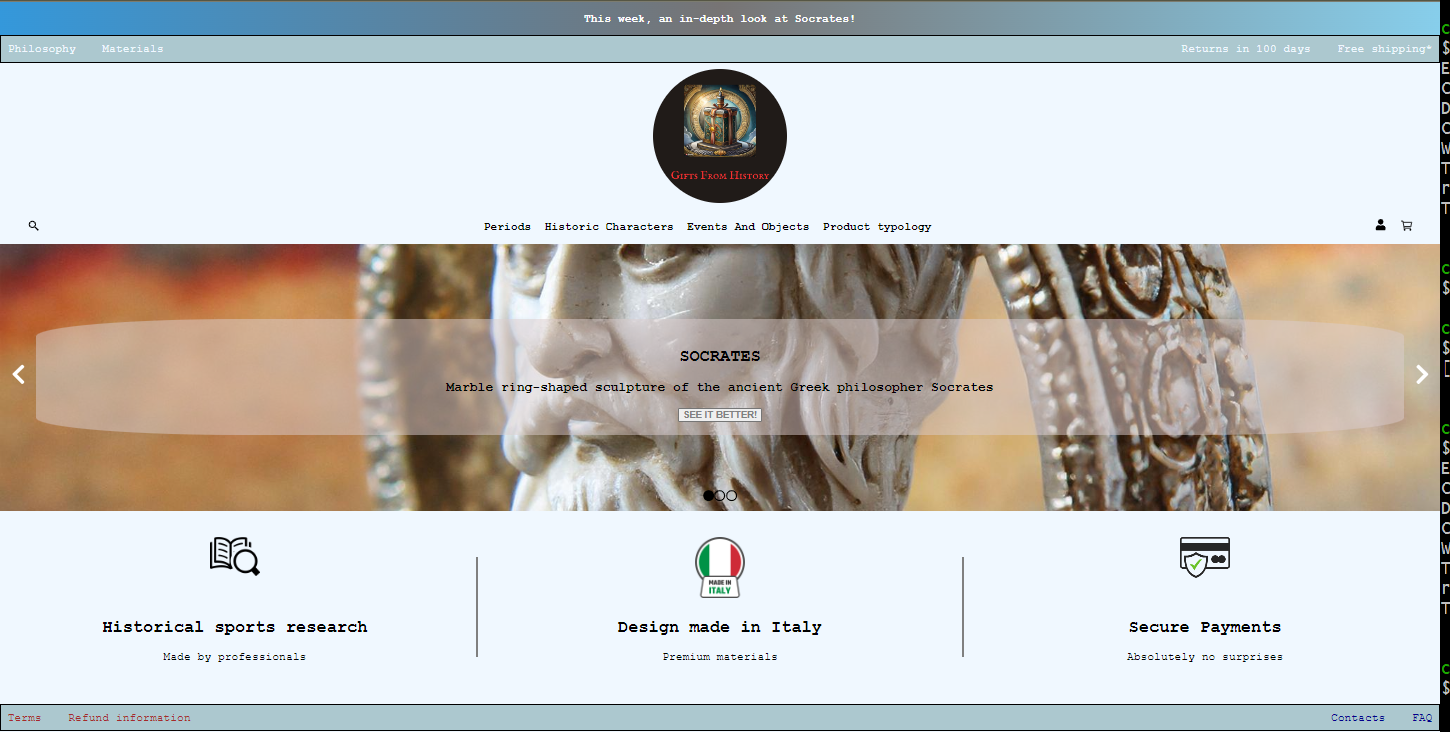 This week, an in-depth look at Socrates!
Philosophy Materials Returns in 100 days Free shipping*
Gifts From History
Periods Historic Characters Events And Objects Product typology
SOCRATES
Marble ring-shaped sculpture of the ancient Greek philosopher Socrates
SEE IT BETTER!
MADE IN
ITALY
Historical sports research Design made in Italy Secure Payments
Made by professionals Premium materials Absolutely no surprises
Terms Refund information Contacts FAQ